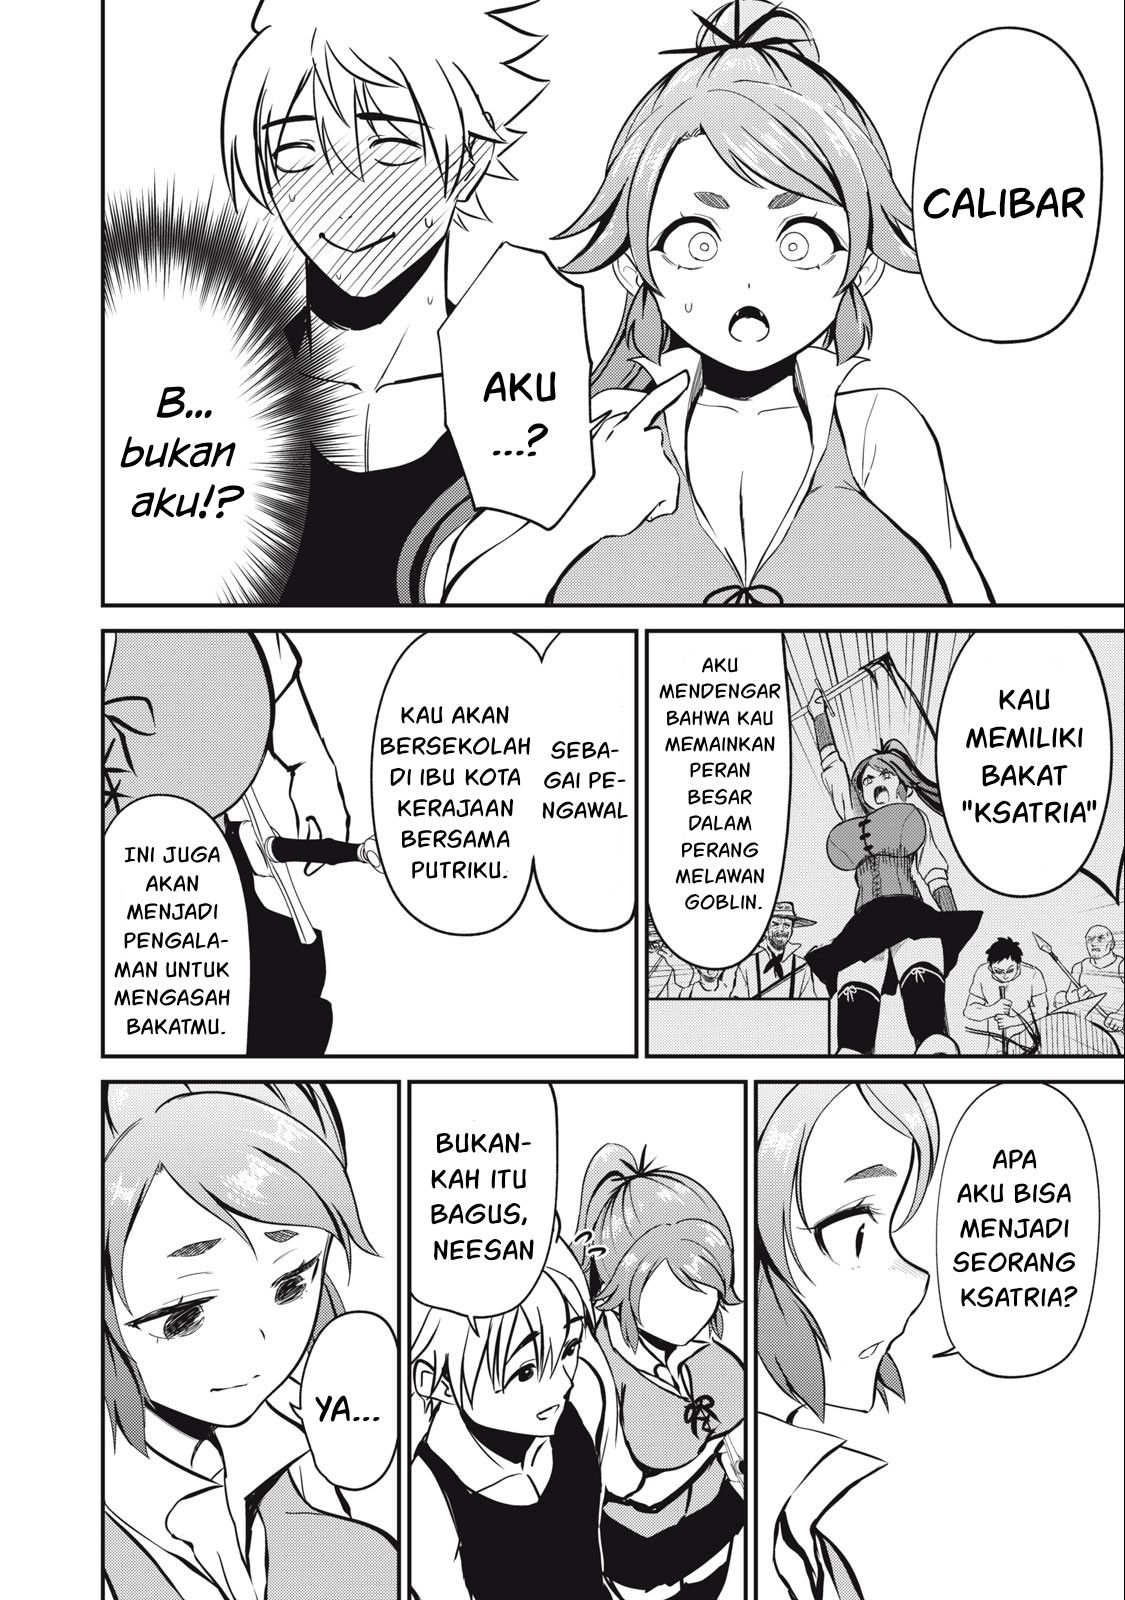 CALIBAR
AKU
...?
B...
bukan
aku!?
KAU
MEMILIKI
BAKAT
"KSATRIA"
AKU
MENDENGAR
BAHWA KAU
MEMAINKAN
PERAN
BESAR
DALAM
PERANG
MELAWAN
GOBLIN.
SEBA-
GAI PE-
NGAWAL
KAU AKAN
BERSEKOLAH
DI IBU KOTA
KERAJAAN
BERSAMA
PUTRIKU.
INI JUGA
AKAN
MENJADI
PENGALA-
MAN UNTUK
MENGASAH
BAKATMU.
APA
AKU BISA
MENJADI
SEORANG
KSATRIA?
BUKAN-
KAH ITU
BAGUS,
NEESAN
YA...